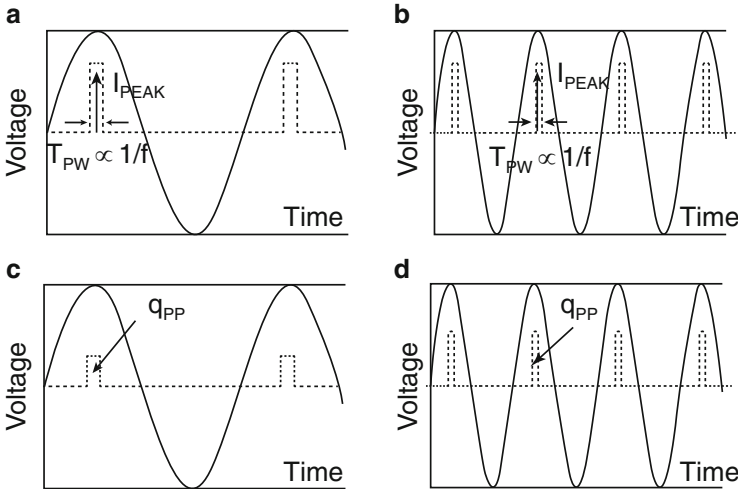 a
Voltage
I_PEAK
T_PW ∝ 1/f
Time
b
Voltage
I_PEAK
T_PW ∝ 1/f
Time
c
Voltage
q_PP
Time
d
Voltage
q_PP
Time